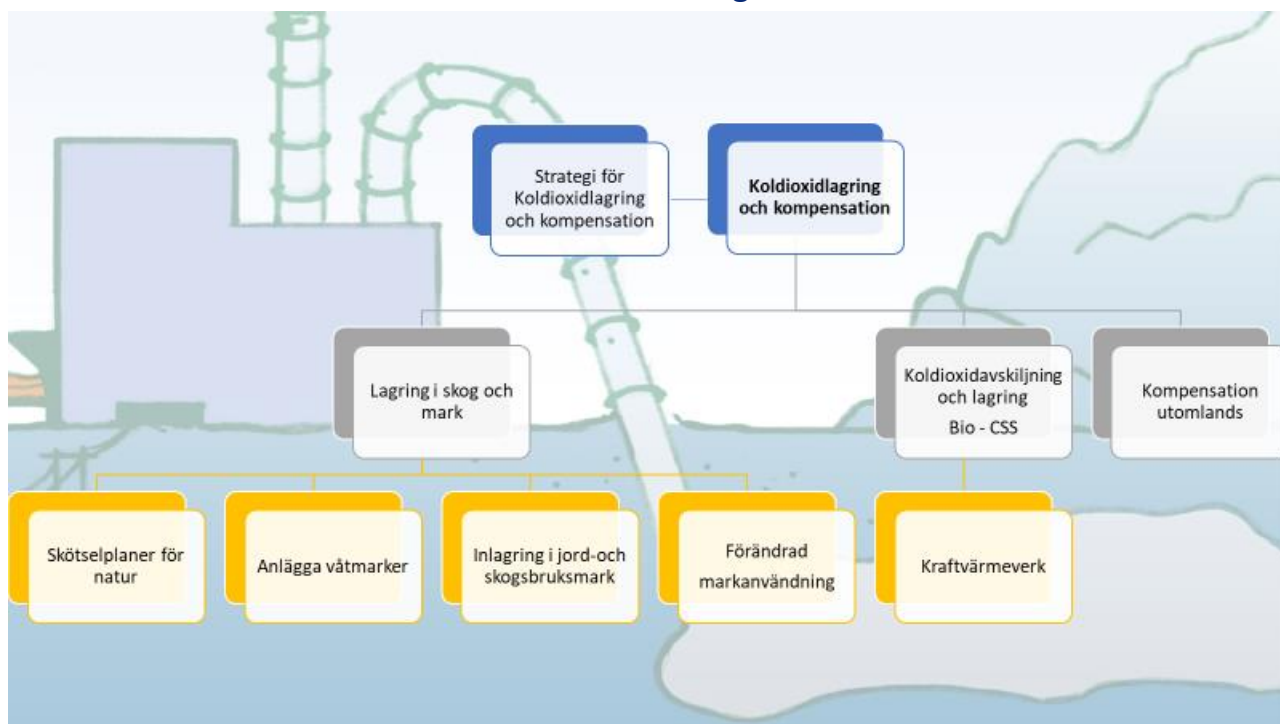 Strategi för
Koldioxidlagring
och kompensation
Koldioxidlagring
och kompensation
Lagring i skog och
mark
Koldioxidavskiljning
och lagring
Bio - CSS
Kompensation
utomlands
Skötselplaner för
natur
Anlägga våtmarker
Inlagring i jord-och
skogsbruksmark
Förändrad
markanvändning
Kraftvärmeverk